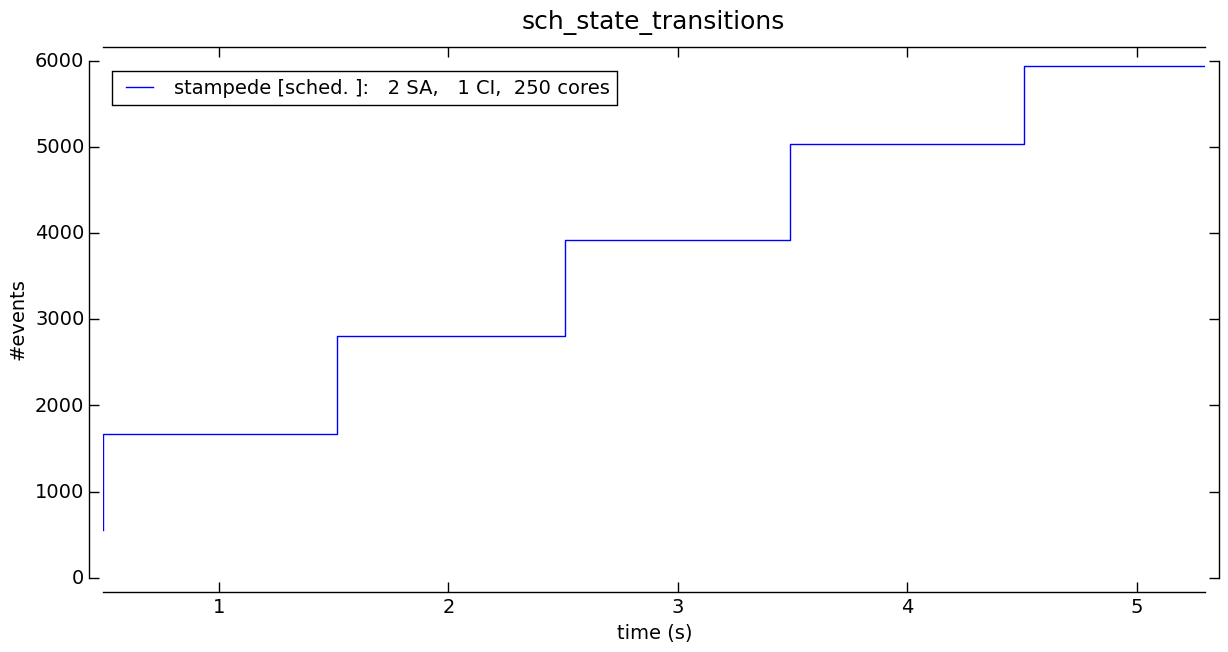 sch_state_transitions
6000
stampede [sched. ]:   2 SA,   1 CI,  250 cores
5000
4000
3000
#events
2000
1000
0
1 2 3 4 5
time (s)